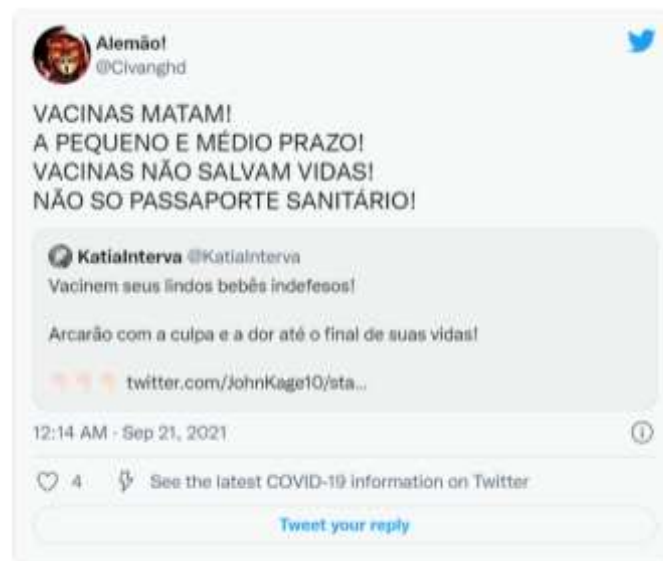 Alemão!
@Civanghd
VACINAS MATAM!
A PEQUENO E MÉDIO PRAZO!
VACINAS NÃO SALVAM VIDAS!
NÃO SO PASSAPORTE SANITÁRIO!
KatiaInterva @KatiaInterva
Vacinem seus lindos bebês indefesos!
Arcarão com a culpa e a dor até o final de suas vidas!
twitter.com/JohnKage10/sta...
12:14 AM · Sep 21, 2021
4 See the latest COVID-19 information on Twitter
Tweet your reply